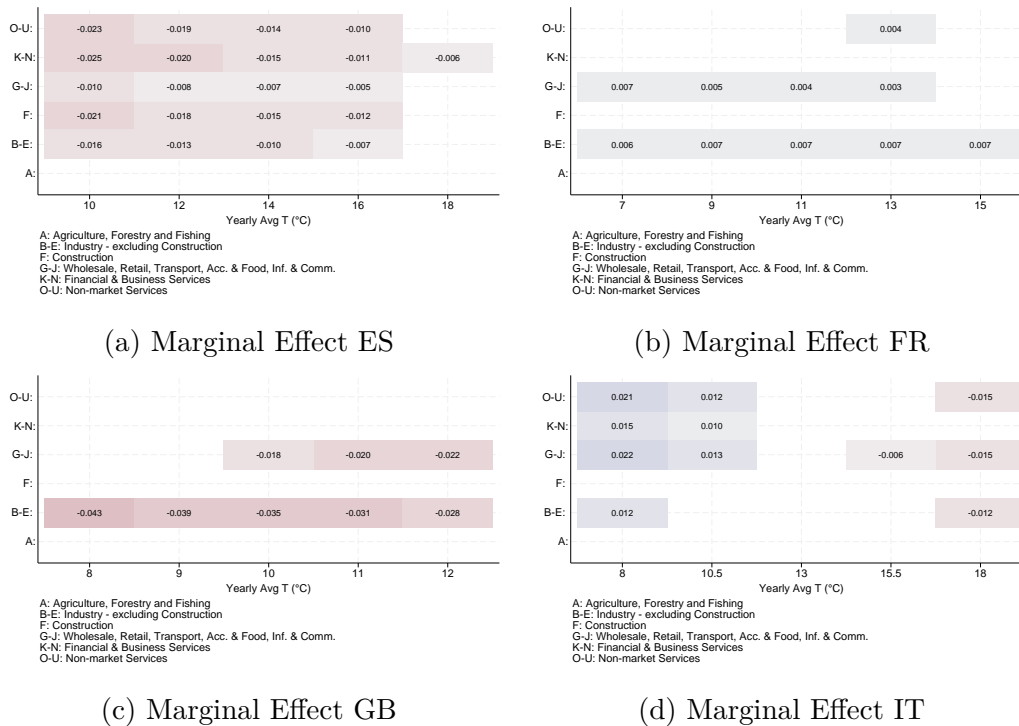 O-U: -0.023 -0.019 -0.014 -0.010
K-N: -0.025 -0.020 -0.015 -0.011 -0.006
G-J: -0.010 -0.008 -0.007 -0.005
F: -0.021 -0.018 -0.015 -0.012
B-E: -0.016 -0.013 -0.010 -0.007
A:
10 12 14 16 18
Yearly Avg T (°C)
A: Agriculture, Forestry and Fishing
B-E: Industry - excluding Construction
F: Construction
G-J: Wholesale, Retail, Transport, Acc. & Food, Inf. & Comm.
K-N: Financial & Business Services
O-U: Non-market Services
(a) Marginal Effect ES
O-U: 0.004
K-N:
G-J: 0.007 0.005 0.004 0.003
F:
B-E: 0.006 0.007 0.007 0.007 0.007
A:
7 9 11 13 15
Yearly Avg T (°C)
A: Agriculture, Forestry and Fishing
B-E: Industry - excluding Construction
F: Construction
G-J: Wholesale, Retail, Transport, Acc. & Food, Inf. & Comm.
K-N: Financial & Business Services
O-U: Non-market Services
(b) Marginal Effect FR
O-U:
K-N:
G-J: -0.018 -0.020 -0.022
F:
B-E: -0.043 -0.039 -0.035 -0.031 -0.028
A:
8 9 10 11 12
Yearly Avg T (°C)
A: Agriculture, Forestry and Fishing
B-E: Industry - excluding Construction
F: Construction
G-J: Wholesale, Retail, Transport, Acc. & Food, Inf. & Comm.
K-N: Financial & Business Services
O-U: Non-market Services
(c) Marginal Effect GB
O-U: 0.021 0.012 -0.015
K-N: 0.015 0.010
G-J: 0.022 0.013 -0.006 -0.015
F:
B-E: 0.012 -0.012
A:
8 10.5 13 15.5 18
Yearly Avg T (°C)
A: Agriculture, Forestry and Fishing
B-E: Industry - excluding Construction
F: Construction
G-J: Wholesale, Retail, Transport, Acc. & Food, Inf. & Comm.
K-N: Financial & Business Services
O-U: Non-market Services
(d) Marginal Effect IT